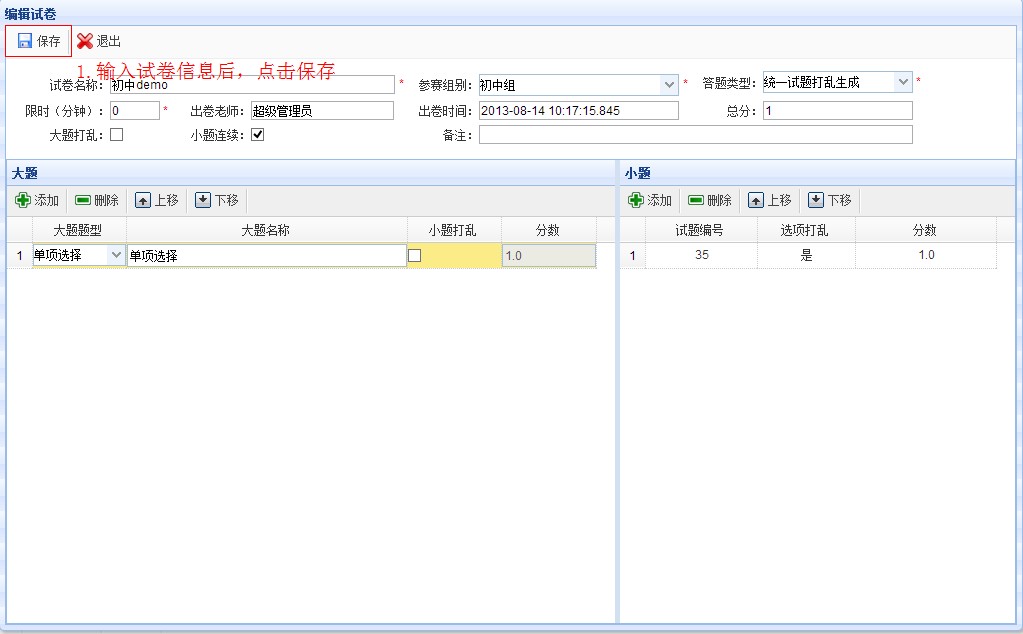 编辑试卷
保存 退出
1.输入试卷信息后，点击保存
试卷名称: 初中demo * 参赛组别: 初中组 * 答题类型: 统一试题打乱生成 *
限时（分钟）: 0 * 出卷老师: 超级管理员 出卷时间: 2013-08-14 10:17:15.845 总分: 1
大题打乱: 小题连续: 备注:
大题 小题
添加 删除 上移 下移 添加 删除 上移 下移
大题题型 大题名称 小题打乱 分数 试题编号 选项打乱 分数
1 单项选择 单项选择 1.0 1 35 是 1.0